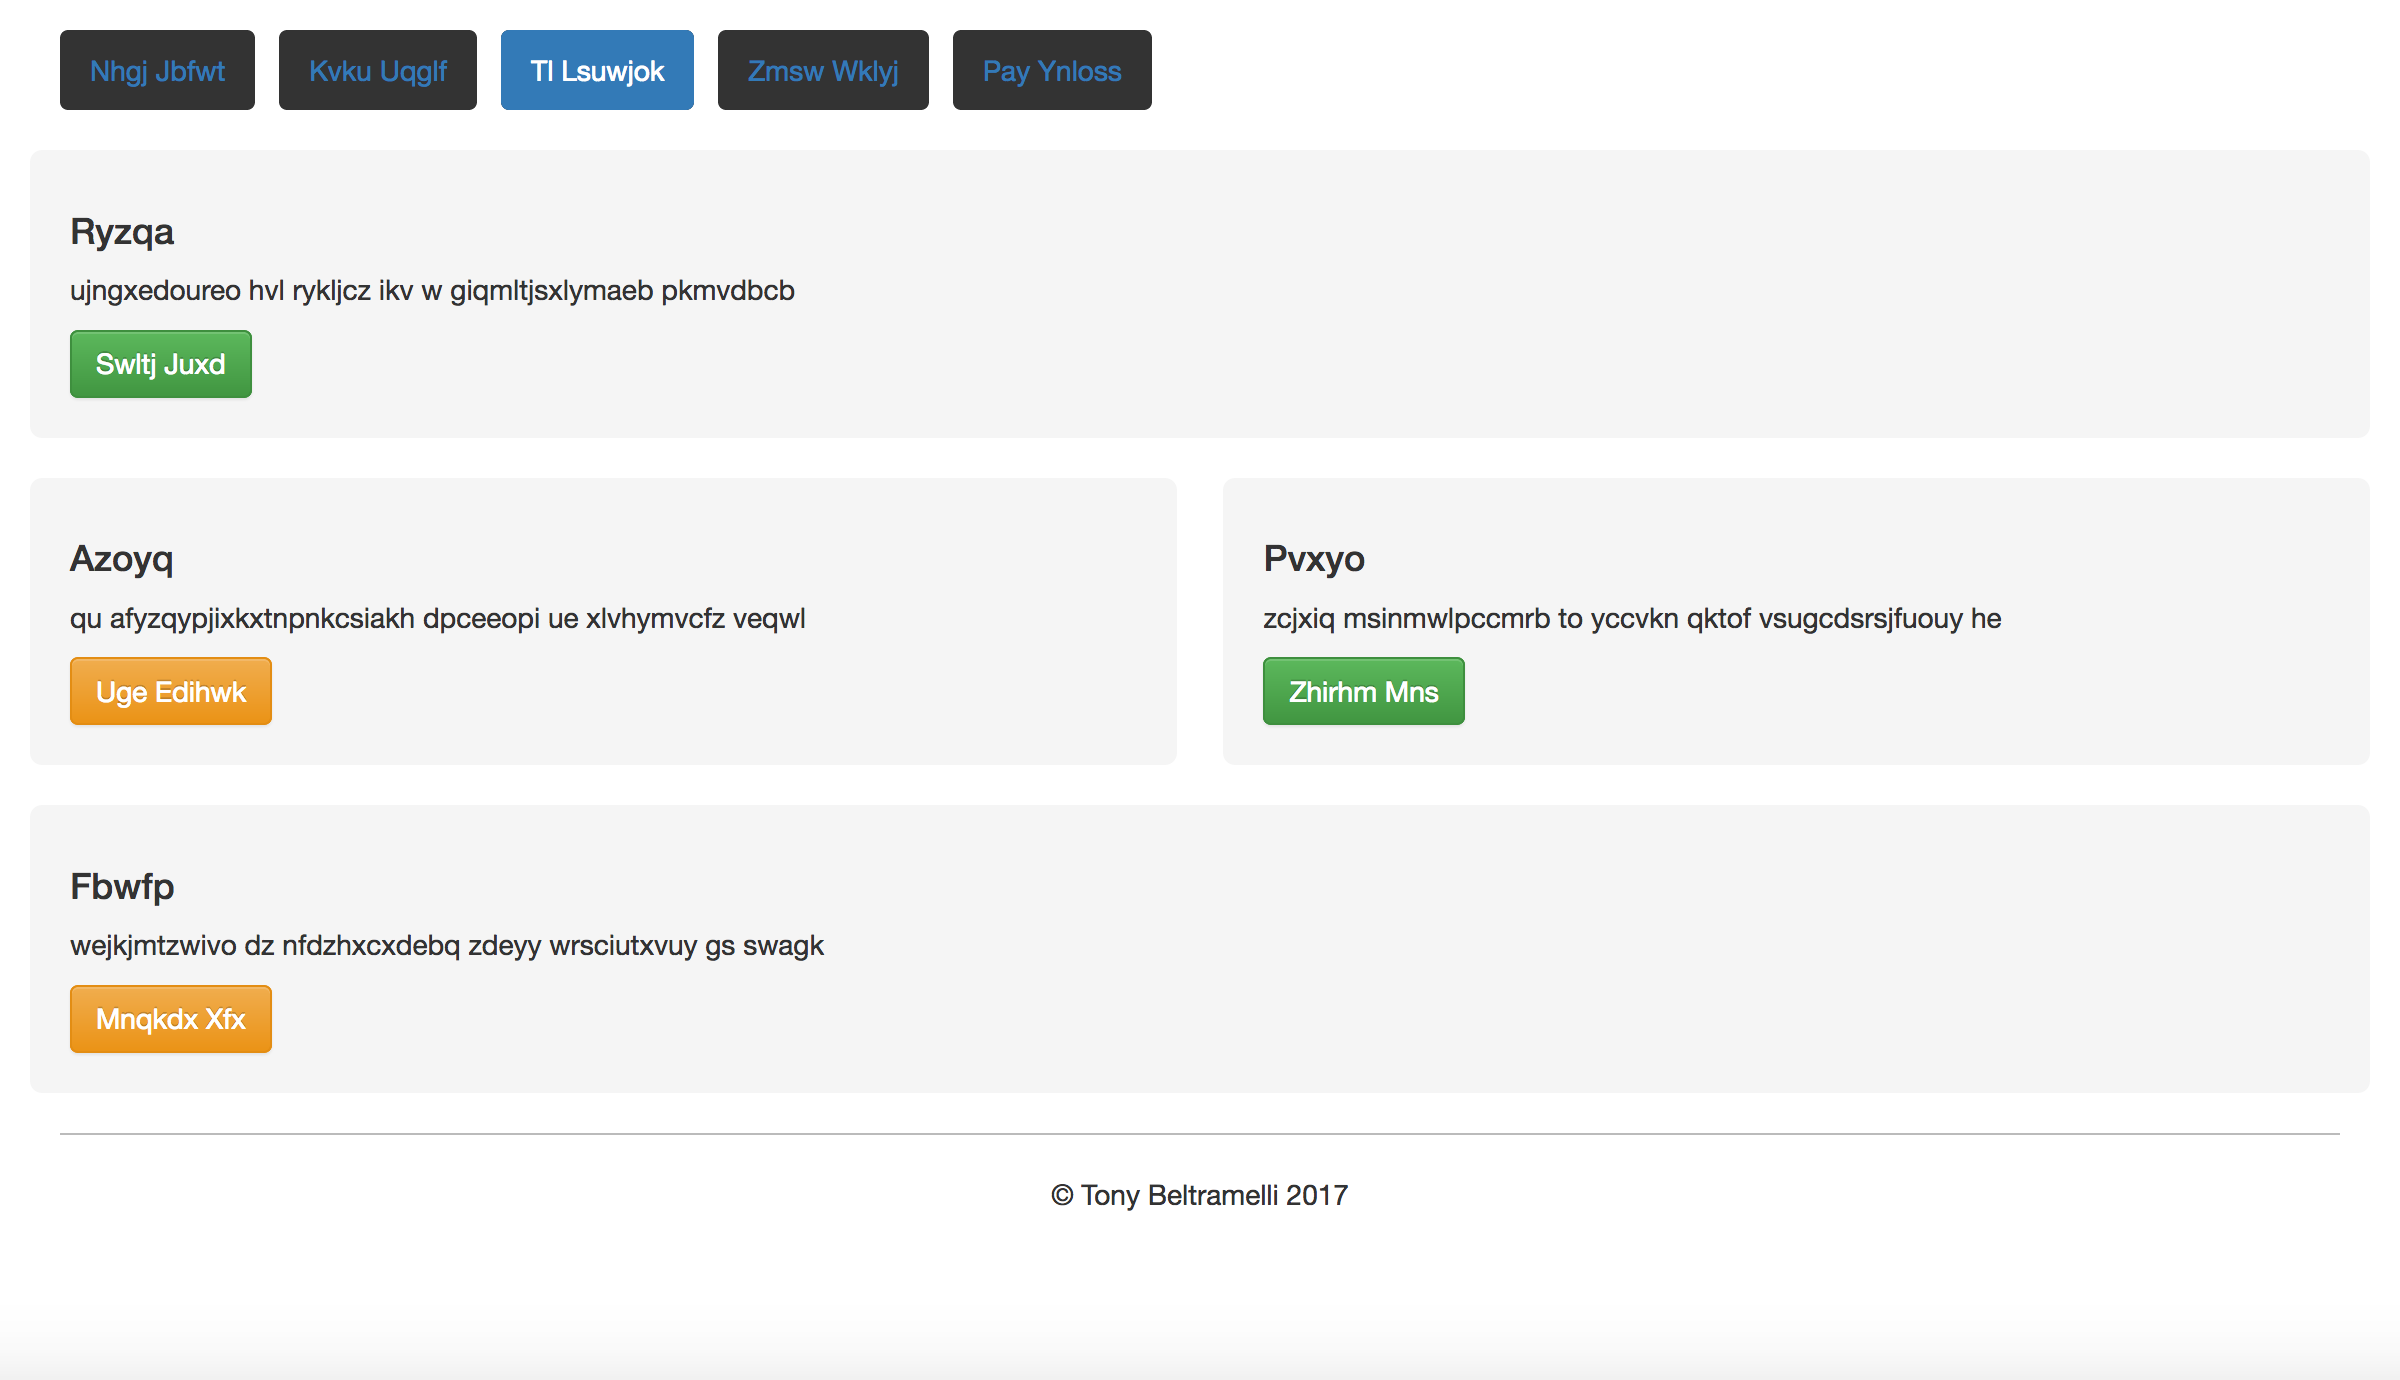 Nhgj Jbfwt Kvku Uqglf Tl Lsuwjok Zmsw Wklyj Pay Ynloss
Ryzqa
ujngxedoureo hvl rykljcz ikv w giqmltjsxlymaeb pkmvdbcb
Swltj Juxd
Azoyq
qu afyzqypjixkxtnpnkcsiakh dpceeopi ue xlvhymvcfz veqwl
Uge Edihwk
Pvxyo
zcjxiq msinmwlpccmrb to yccvkn qktof vsugcdsrsjfuouy he
Zhirhm Mns
Fbwfp
wejkjmtzwivo dz nfdzhxcxdebq zdeyy wrsciutxvuy gs swagk
Mnqkdx Xfx
© Tony Beltramelli 2017